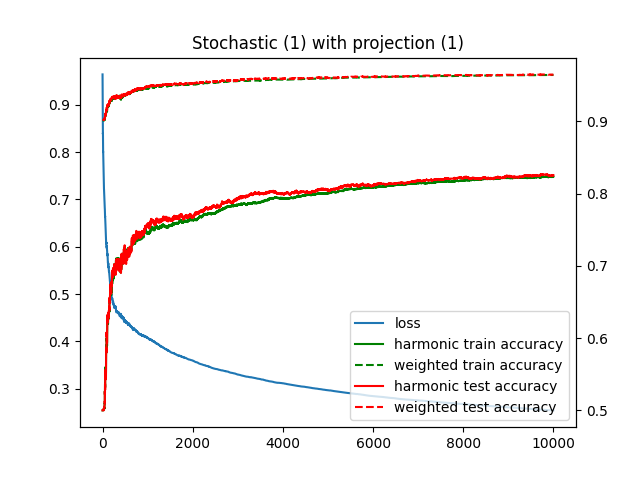 Stochastic (1) with projection (1)
0.9
0.8
0.7
0.6
0.5
0.4
0.3
0.9
0.8
0.7
0.6
0.5
loss
harmonic train accuracy
weighted train accuracy
harmonic test accuracy
weighted test accuracy
0 2000 4000 6000 8000 10000